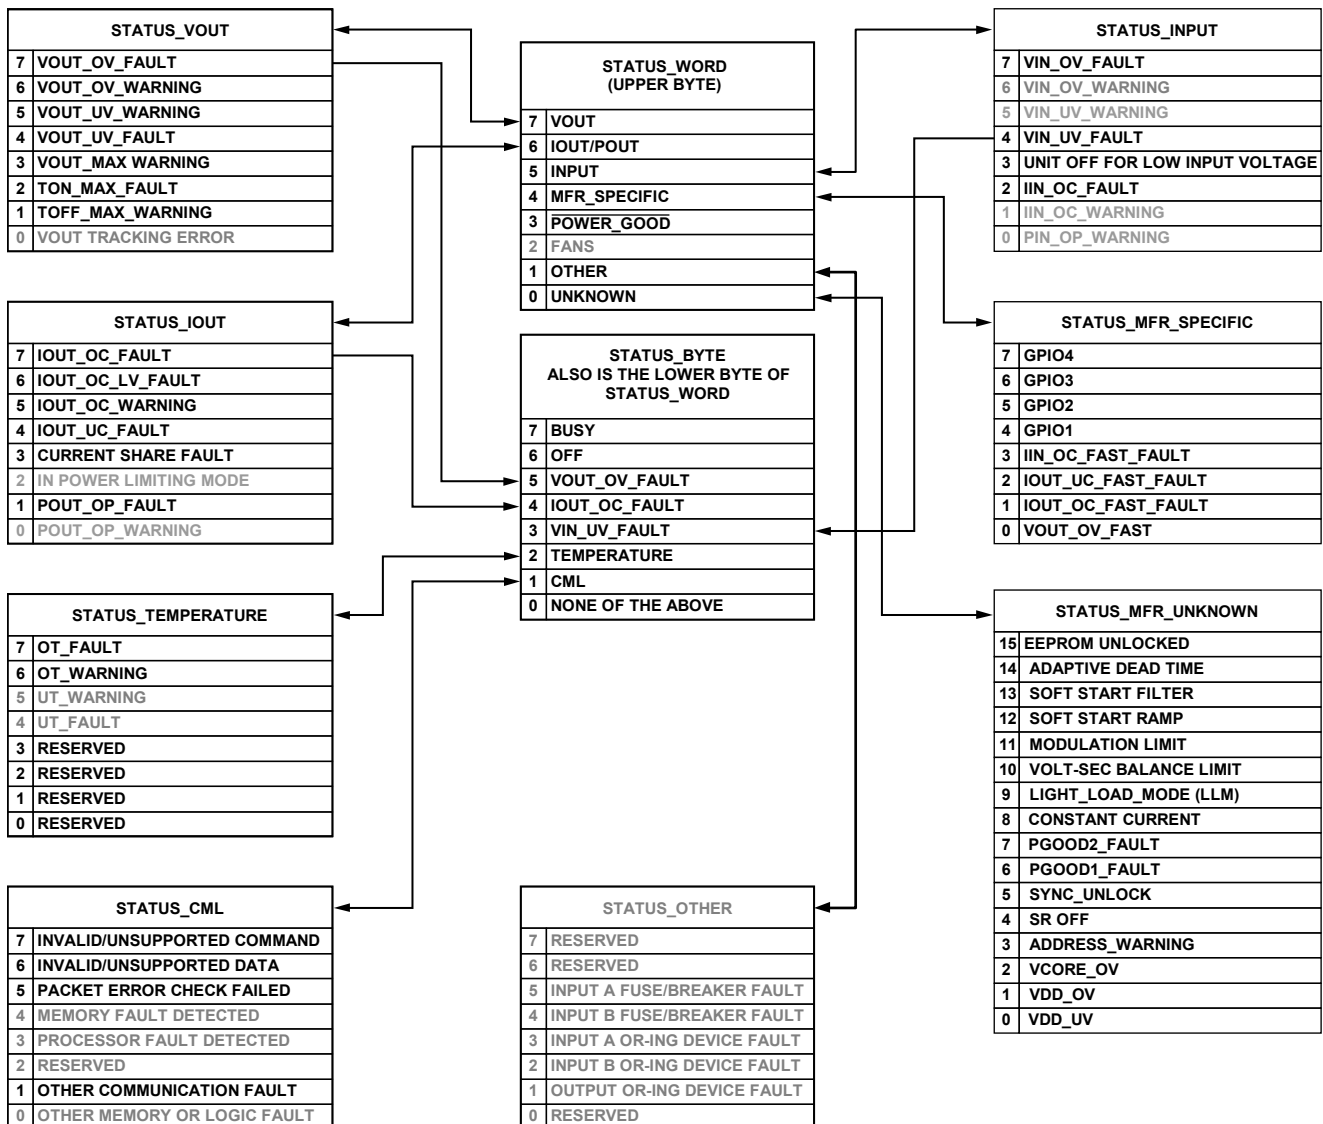 STATUS_VOUT
7 VOUT_OV_FAULT
6 VOUT_OV_WARNING
5 VOUT_UV_WARNING
4 VOUT_UV_FAULT
3 VOUT_MAX WARNING
2 TON_MAX_FAULT
1 TOFF_MAX_WARNING
0 VOUT TRACKING ERROR
STATUS_IOUT
7 IOUT_OC_FAULT
6 IOUT_OC_LV_FAULT
5 IOUT_OC_WARNING
4 IOUT_UC_FAULT
3 CURRENT SHARE FAULT
2 IN POWER LIMITING MODE
1 POUT_OP_FAULT
0 POUT_OP_WARNING
STATUS_TEMPERATURE
7 OT_FAULT
6 OT_WARNING
5 UT_WARNING
4 UT_FAULT
3 RESERVED
2 RESERVED
1 RESERVED
0 RESERVED
STATUS_CML
7 INVALID/UNSUPPORTED COMMAND
6 INVALID/UNSUPPORTED DATA
5 PACKET ERROR CHECK FAILED
4 MEMORY FAULT DETECTED
3 PROCESSOR FAULT DETECTED
2 RESERVED
1 OTHER COMMUNICATION FAULT
0 OTHER MEMORY OR LOGIC FAULT
STATUS_WORD
(UPPER BYTE)
7 VOUT
6 IOUT/POUT
5 INPUT
4 MFR_SPECIFIC
3 POWER_GOOD
2 FANS
1 OTHER
0 UNKNOWN
STATUS_BYTE
ALSO IS THE LOWER BYTE OF
STATUS_WORD
7 BUSY
6 OFF
5 VOUT_OV_FAULT
4 IOUT_OC_FAULT
3 VIN_UV_FAULT
2 TEMPERATURE
1 CML
0 NONE OF THE ABOVE
STATUS_OTHER
7 RESERVED
6 RESERVED
5 INPUT A FUSE/BREAKER FAULT
4 INPUT B FUSE/BREAKER FAULT
3 INPUT A OR-ING DEVICE FAULT
2 INPUT B OR-ING DEVICE FAULT
1 OUTPUT OR-ING DEVICE FAULT
0 RESERVED
STATUS_INPUT
7 VIN_OV_FAULT
6 VIN_OV_WARNING
5 VIN_UV_WARNING
4 VIN_UV_FAULT
3 UNIT OFF FOR LOW INPUT VOLTAGE
2 IIN_OC_FAULT
1 IIN_OC_WARNING
0 PIN_OP_WARNING
STATUS_MFR_SPECIFIC
7 GPIO4
6 GPIO3
5 GPIO2
4 GPIO1
3 IIN_OC_FAST_FAULT
2 IOUT_UC_FAST_FAULT
1 IOUT_OC_FAST_FAULT
0 VOUT_OV_FAST
STATUS_MFR_UNKNOWN
15 EEPROM UNLOCKED
14 ADAPTIVE DEAD TIME
13 SOFT START FILTER
12 SOFT START RAMP
11 MODULATION LIMIT
10 VOLT-SEC BALANCE LIMIT
9 LIGHT_LOAD_MODE (LLM)
8 CONSTANT CURRENT
7 PGOOD2_FAULT
6 PGOOD1_FAULT
5 SYNC_UNLOCK
4 SR OFF
3 ADDRESS_WARNING
2 VCORE_OV
1 VDD_OV
0 VDD_UV